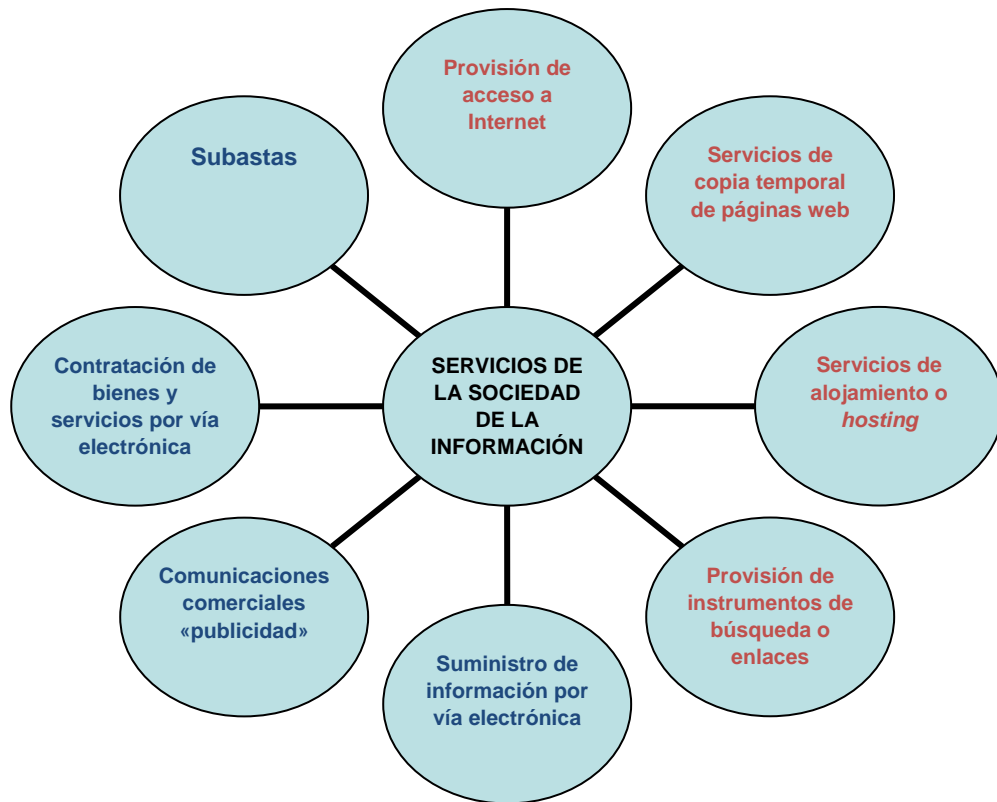 Provisión de
acceso a
Internet
Subastas
Servicios de
copia temporal
de páginas web
Contratación de
bienes y
servicios por vía
electrónica
SERVICIOS DE
LA SOCIEDAD
DE LA
INFORMACIÓN
Servicios de
alojamiento o
hosting
Comunicaciones
comerciales
«publicidad»
Provisión de
instrumentos de
búsqueda o
enlaces
Suministro de
información por
vía electrónica